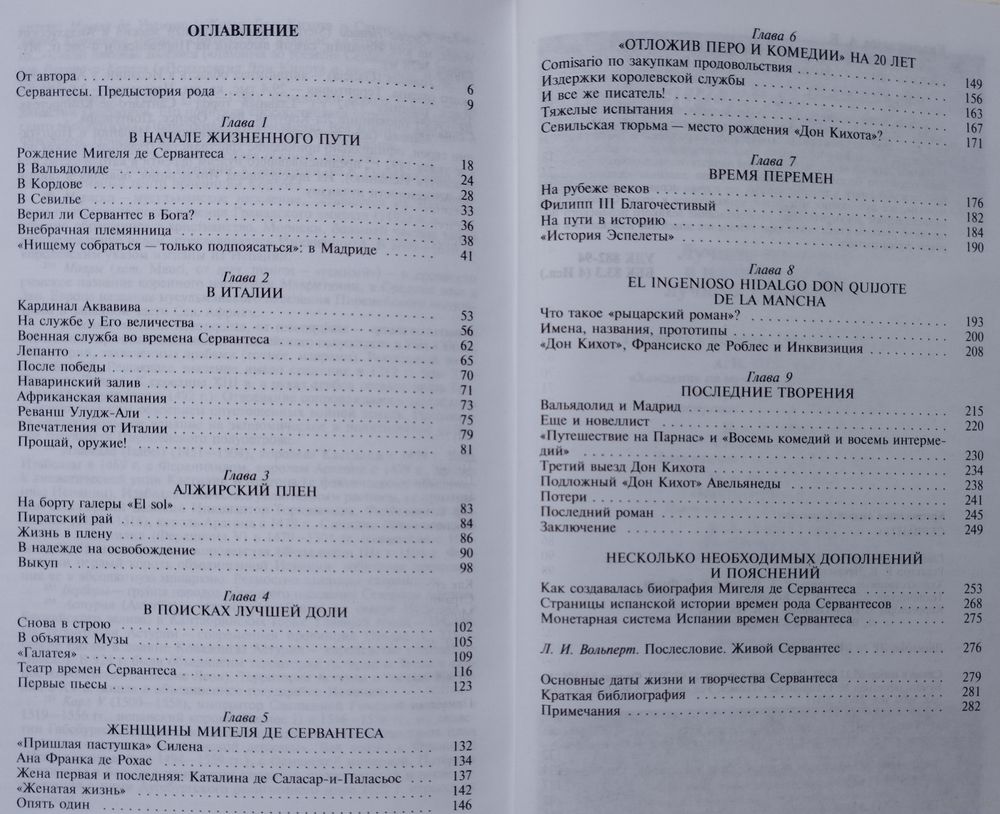 ОГЛАВЛЕНИЕ
От автора 6
Сервантесы. Предыстория рода 9
Глава 1
В НАЧАЛЕ ЖИЗНЕННОГО ПУТИ
Рождение Мигеля де Сервантеса 18
В Вальядолиде 24
В Кордове 28
В Севилье 33
Верил ли Сервантес в Бога? 36
Внебрачная племянница 38
«Нищему собраться — только подпоясаться»: в Мадриде 41
Глава 2
В ИТАЛИИ
Кардинал Аквавива 53
На службе у Его величества 56
Военная служба во времена Сервантеса 62
Лепанто 65
После победы 70
Наваринский залив 71
Африканская кампания 73
Реванш Улудж-Али 75
Впечатления от Италии 79
Прощай, оружие! 81
Глава 3
АЛЖИРСКИЙ ПЛЕН
На борту галеры «El sol» 83
Пиратский рай 84
Жизнь в плену 86
В надежде на освобождение 90
Выкуп 98
Глава 4
В ПОИСКАХ ЛУЧШЕЙ ДОЛИ
Снова в строю 102
В объятиях Музы 105
«Галатея» 109
Театр времен Сервантеса 116
Первые пьесы 123
Глава 5
ЖЕНЩИНЫ МИГЕЛЯ ДЕ СЕРВАНТЕСА
«Пришлая пастушка» Силена 132
Ана Франка де Рохас 134
Жена первая и последняя: Каталина де Саласар-и-Паласьос 137
«Женатая жизнь» 142
Опять один 146
Глава 6
«ОТЛОЖИВ ПЕРО И КОМЕДИИ» НА 20 ЛЕТ
Comisario по закупкам продовольствия 149
Издержки королевской службы 156
И все же писатель! 163
Тяжелые испытания 167
Севильская тюрьма — место рождения «Дон Кихота»? 171
Глава 7
ВРЕМЯ ПЕРЕМЕН
На рубеже веков 176
Филипп III Благочестивый 182
На пути в историю 184
«История Эспелеты» 190
Глава 8
EL INGENIOSO HIDALGO DON QUIJOTE
DE LA MANCHA
Что такое «рыцарский роман»? 193
Имена, названия, прототипы 200
«Дон Кихот», Франсиско де Роблес и Инквизиция 208
Глава 9
ПОСЛЕДНИЕ ТВОРЕНИЯ
Вальядолид и Мадрид 215
Еще и новеллист 220
«Путешествие на Парнас» и «Восемь комедий и восемь интерме-
дий» 230
Третий выезд Дон Кихота 234
Подложный «Дон Кихот» Авельянеды 238
Потери 241
Последний роман 245
Заключение 249
НЕСКОЛЬКО НЕОБХОДИМЫХ ДОПОЛНЕНИЙ
И ПОЯСНЕНИЙ
Как создавалась биография Мигеля де Сервантеса 253
Страницы испанской истории времен рода Сервантесов 268
Монетарная система Испании времен Сервантеса 275
Л. И. Вольперт. Послесловие. Живой Сервантес 276
Основные даты жизни и творчества Сервантеса 279
Краткая библиография 281
Примечания 282